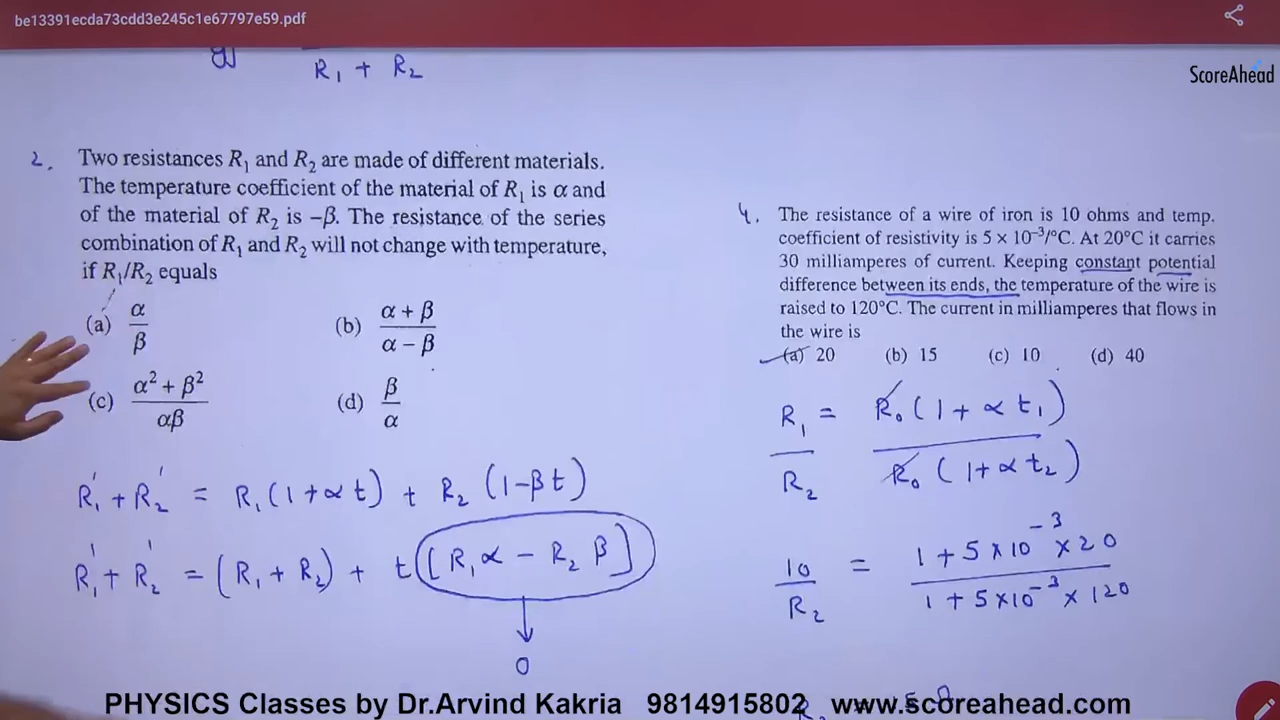 be13391ecda73cdd3e245c1e67797e59.pdf
R₁ + R₂
ScoreAhead
2. Two resistances R₁ and R₂ are made of different materials.
The temperature coefficient of the material of R₁ is α and
of the material of R₂ is –β. The resistance of the series
combination of R₁ and R₂ will not change with temperature,
if R₁/R₂ equals
(a) α/β (b) α + β / α – β
(c) α² + β² / αβ (d) β/α
R₁' + R₂' = R₁(1+αt) + R₂(1-βt)
R₁' + R₂' = (R₁ + R₂) + t[R₁α – R₂β]
0
4. The resistance of a wire of iron is 10 ohms and temp.
coefficient of resistivity is 5 × 10⁻³/°C. At 20°C it carries
30 milliamperes of current. Keeping constant potential
difference between its ends, the temperature of the wire is
raised to 120°C. The current in milliamperes that flows in
the wire is
(a) 20 (b) 15 (c) 10 (d) 40
R₁/R₂ = R₀(1+αt₁) / R₀(1+αt₂)
10/R₂ = 1+5×10⁻³×20 / 1+5×10⁻³×120
PHYSICS Classes by Dr.Arvind Kakria 9814915802 www.scoreahead.com